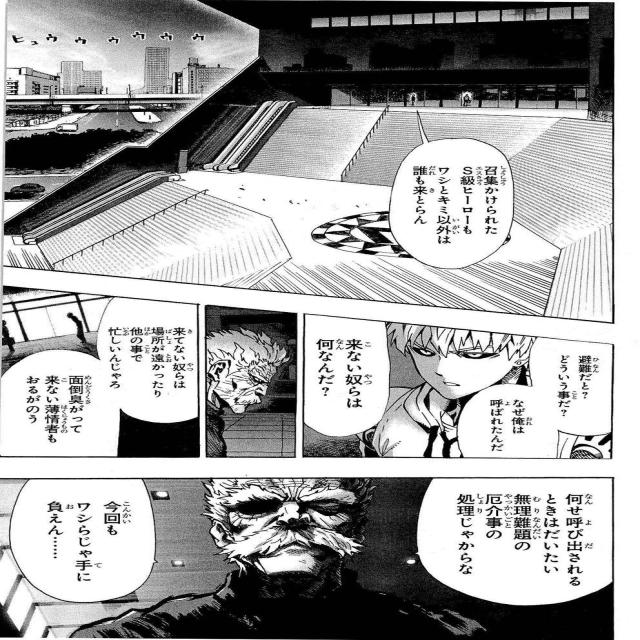 ヒュウゥゥゥゥゥ
召集かけられた
S級ヒーローも
ワシとキミ以外は
誰も来とらん
避難だと？
どういう事だ？
なぜ俺は
呼ばれたんだ
来ない奴らは
何なんだ？
来てない奴らは
場所が遠かったり
他の事で
忙しいんじゃろ
面倒臭がって
来ない薄情者も
おるがのう
何せ呼び出される
ときはだいたい
無理難題の
厄介事の
処理じゃからな
今回も
ワシらじゃ手に
負えん……